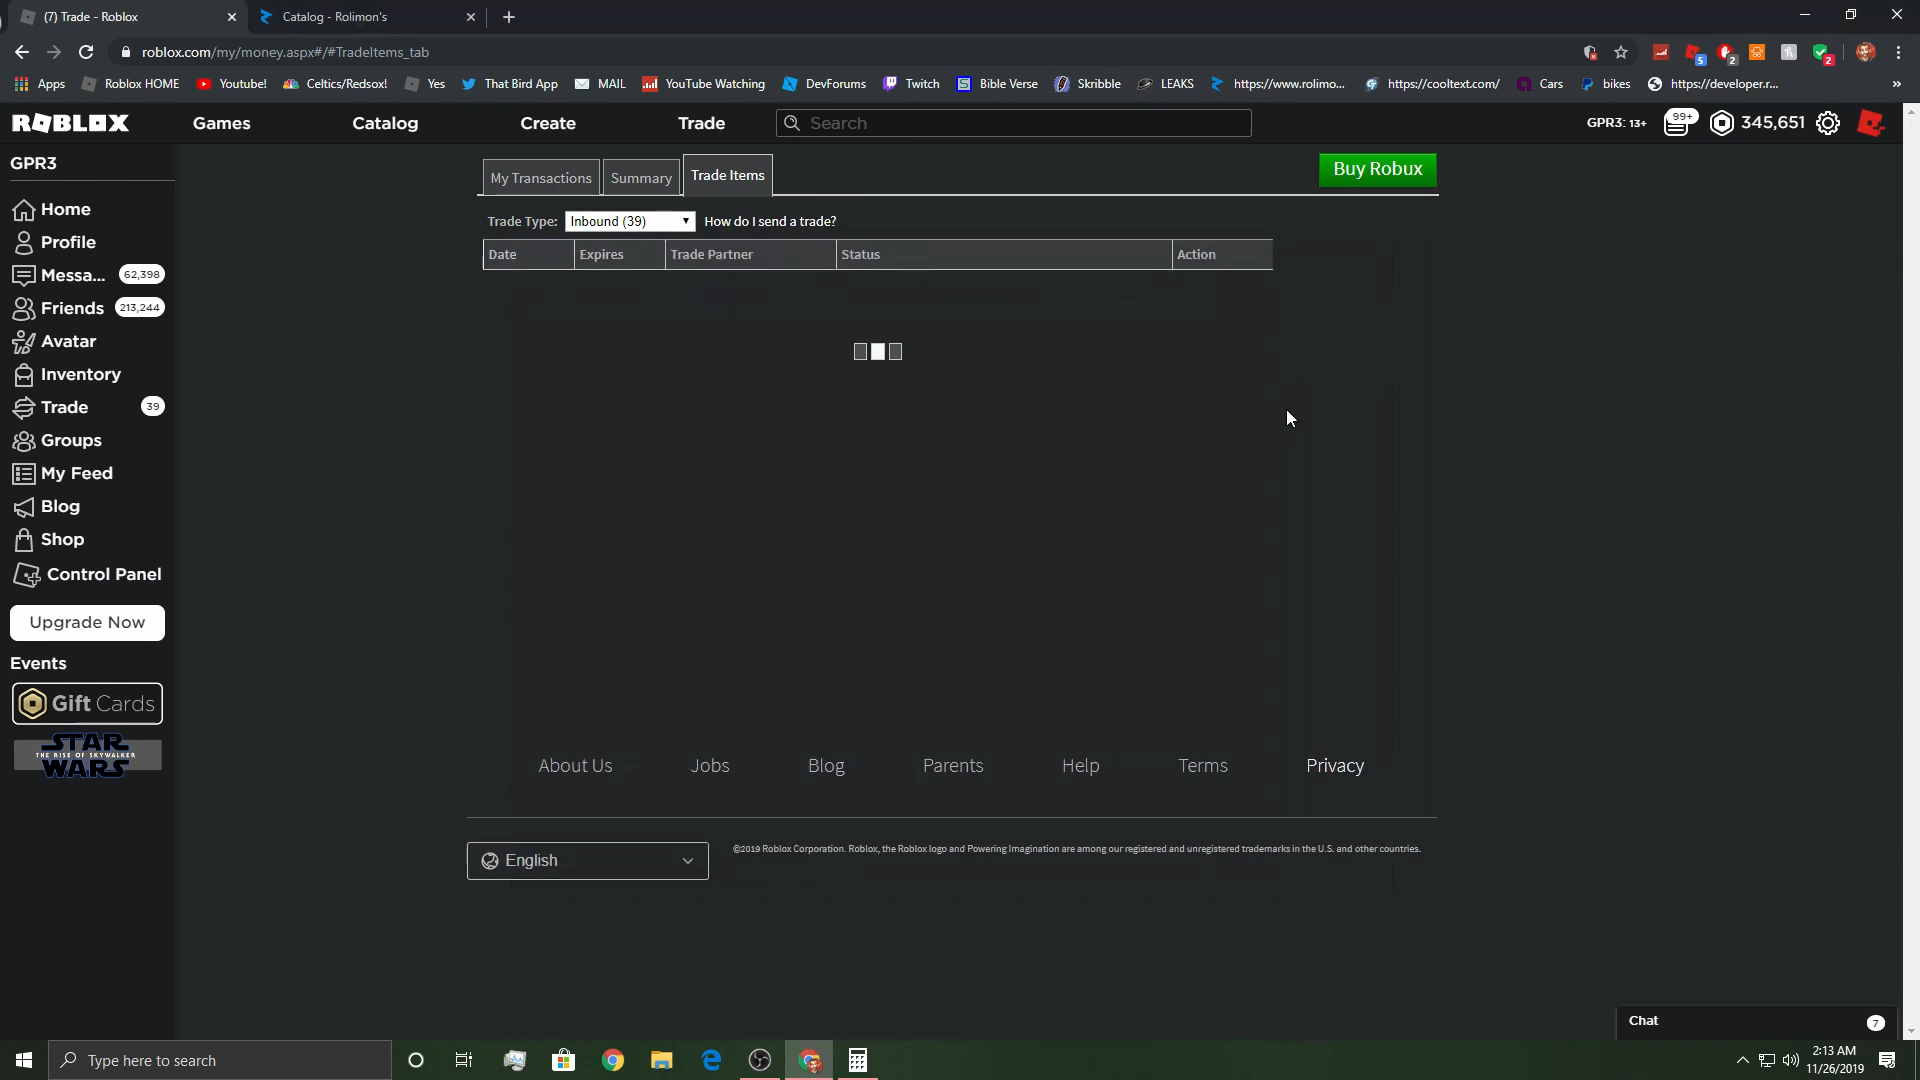 (7) Trade - Roblox
Catalog - Rolimon's
roblox.com/my/money.aspx#/#TradeItems_tab
5
2
2
Apps
Roblox HOME
Youtube!
Celtics/Redsox!
Yes
That Bird App
MAIL
YouTube Watching
DevForums
Twitch
Bible Verse
Skribble
LEAKS
https://www.rolimo...
https://cooltext.com/
Cars
bikes
https://developer.r...
»
ROBLOX
Games
Catalog
Create
Trade
Search
GPR3: 13+
99+
345,651
GPR3
Home
Profile
Messa... 62,398
Friends 213,244
Avatar
Inventory
Trade 39
Groups
My Feed
Blog
Shop
Control Panel
Upgrade Now
Events
Gift Cards
STAR
THE RISE OF SKYWALKER
WARS
My Transactions
Summary
Trade Items
Buy Robux
Trade Type: Inbound (39) How do I send a trade?
Date Expires Trade Partner Status Action
About Us Jobs Blog Parents Help Terms Privacy
English
©2019 Roblox Corporation. Roblox, the Roblox logo and Powering Imagination are among our registered and unregistered trademarks in the U.S. and other countries.
Chat 7
Type here to search
2:13 AM
11/26/2019